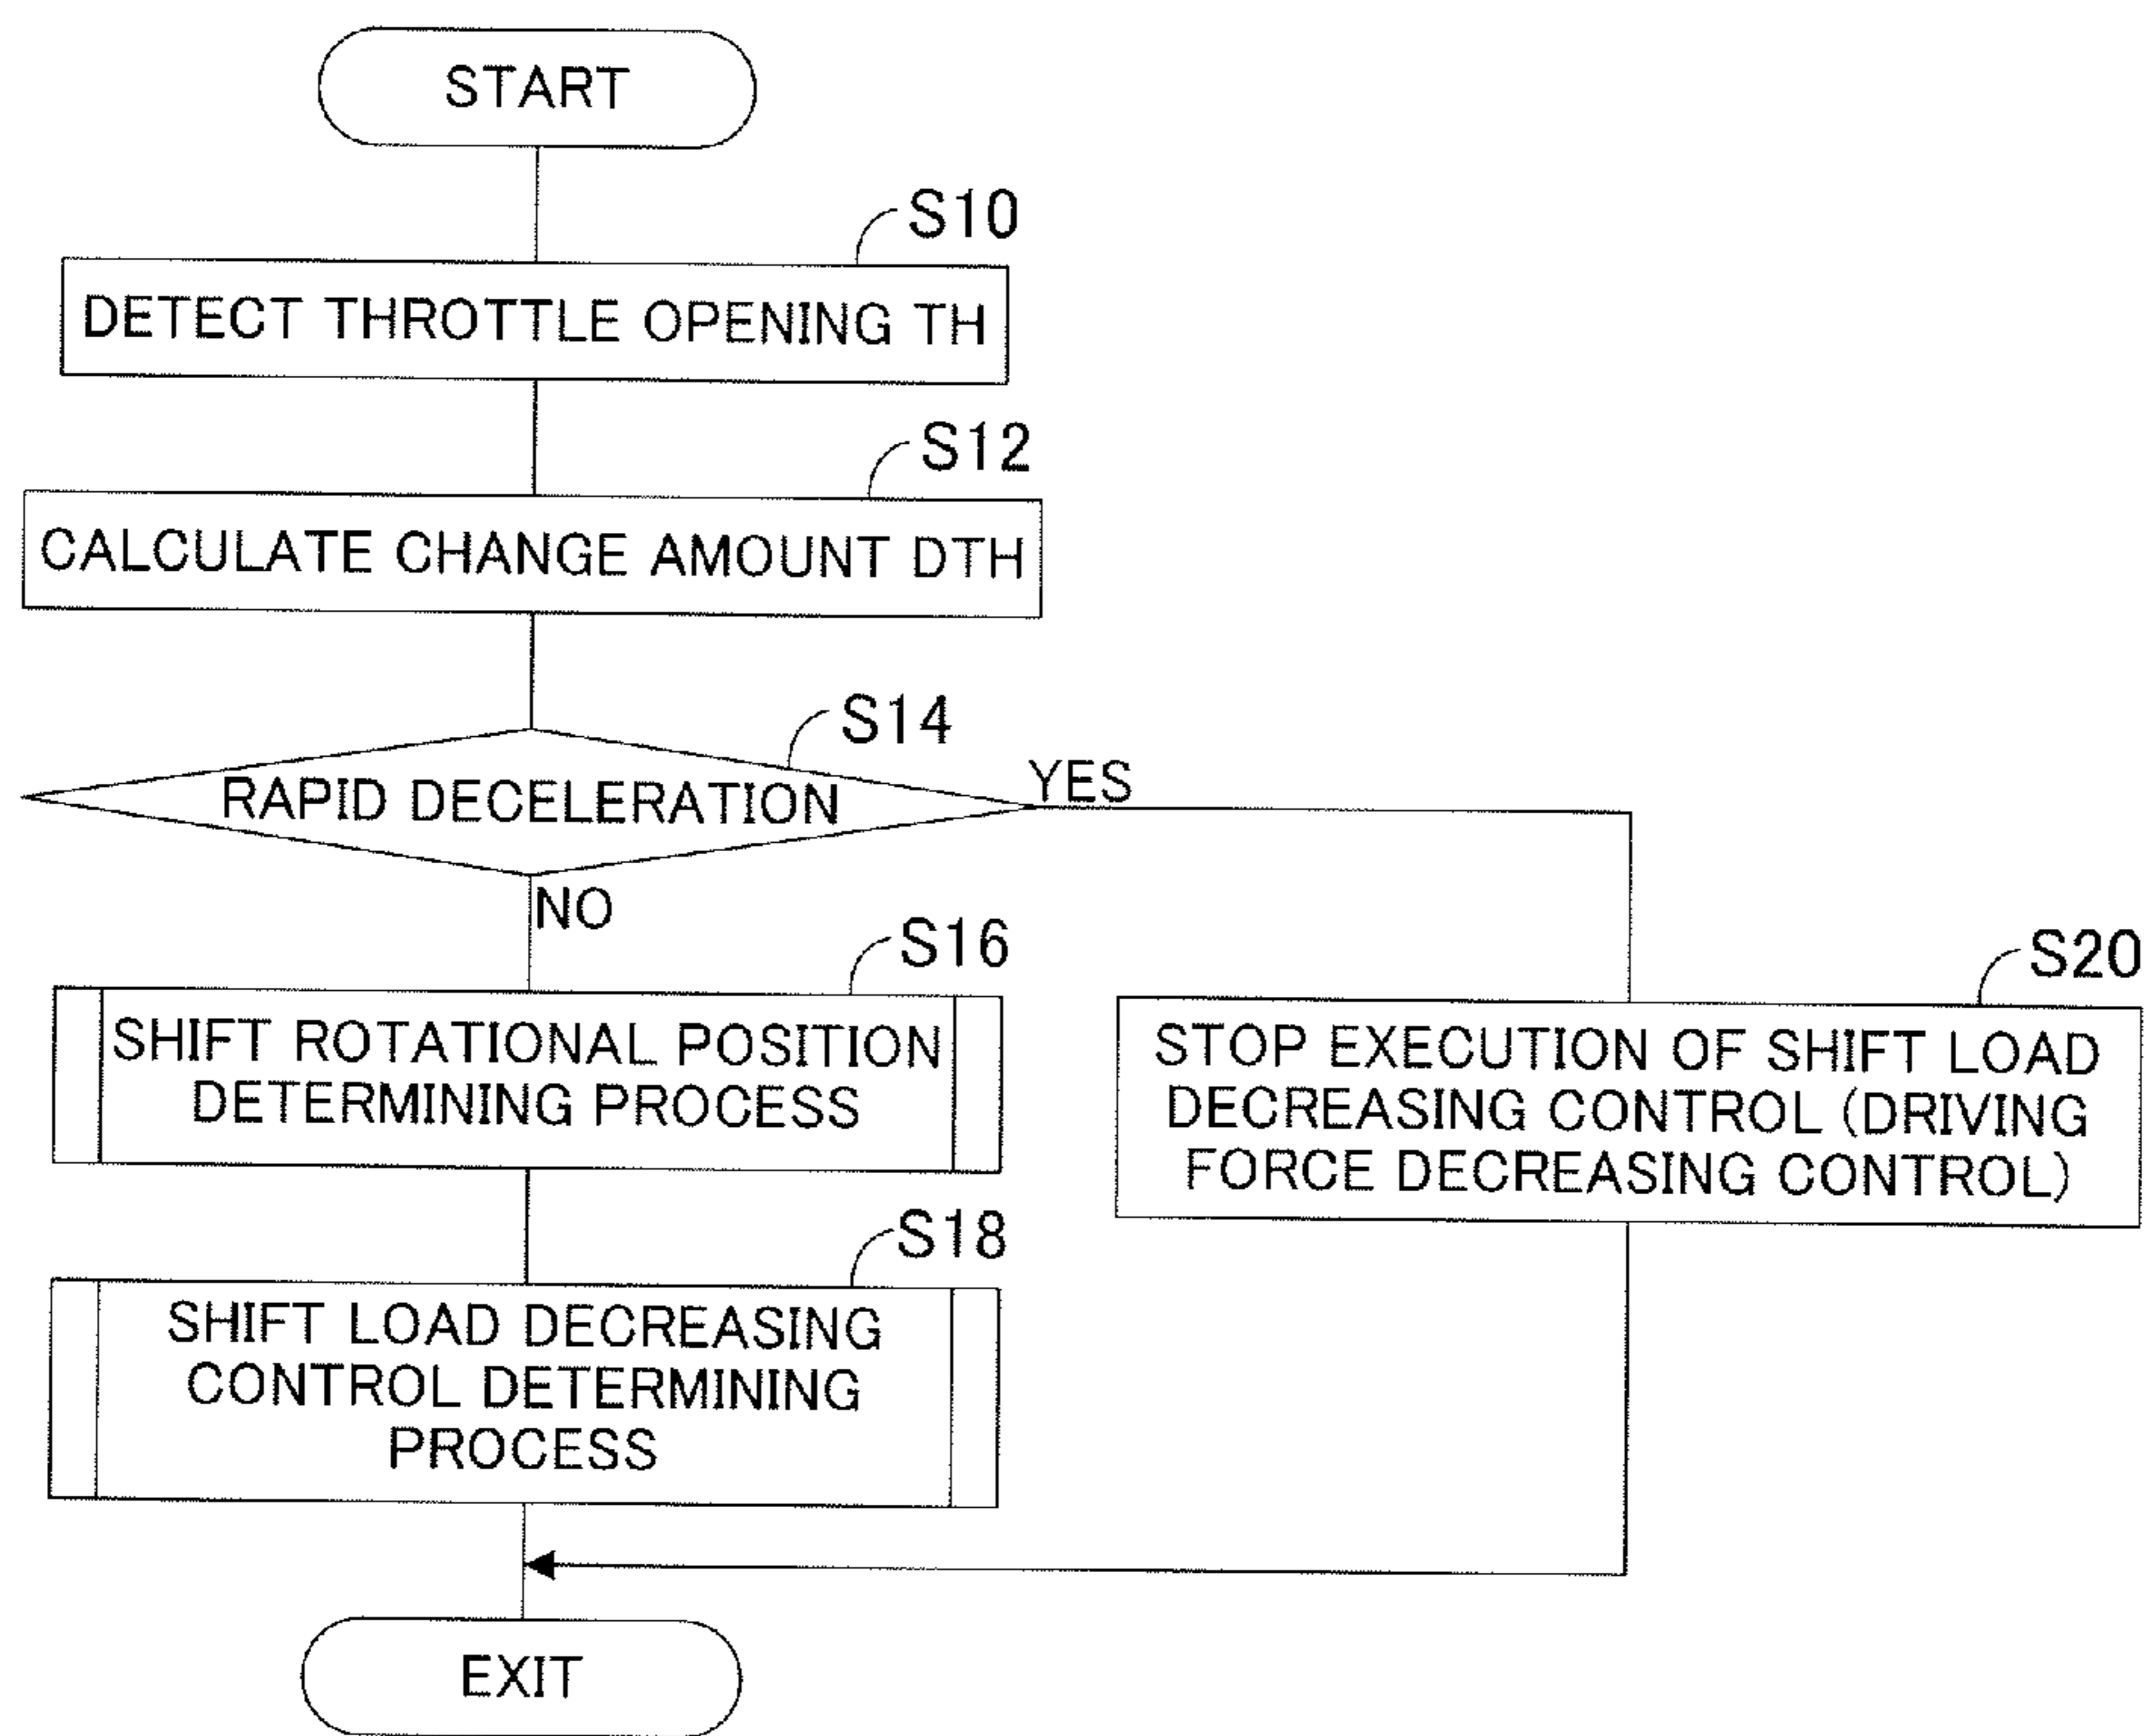 START
S10
DETECT THROTTLE OPENING TH
S12
CALCULATE CHANGE AMOUNT DTH
S14
RAPID DECELERATION
YES
NO
S16
SHIFT ROTATIONAL POSITION
DETERMINING PROCESS
S20
STOP EXECUTION OF SHIFT LOAD
DECREASING CONTROL (DRIVING
FORCE DECREASING CONTROL)
S18
SHIFT LOAD DECREASING
CONTROL DETERMINING
PROCESS
EXIT